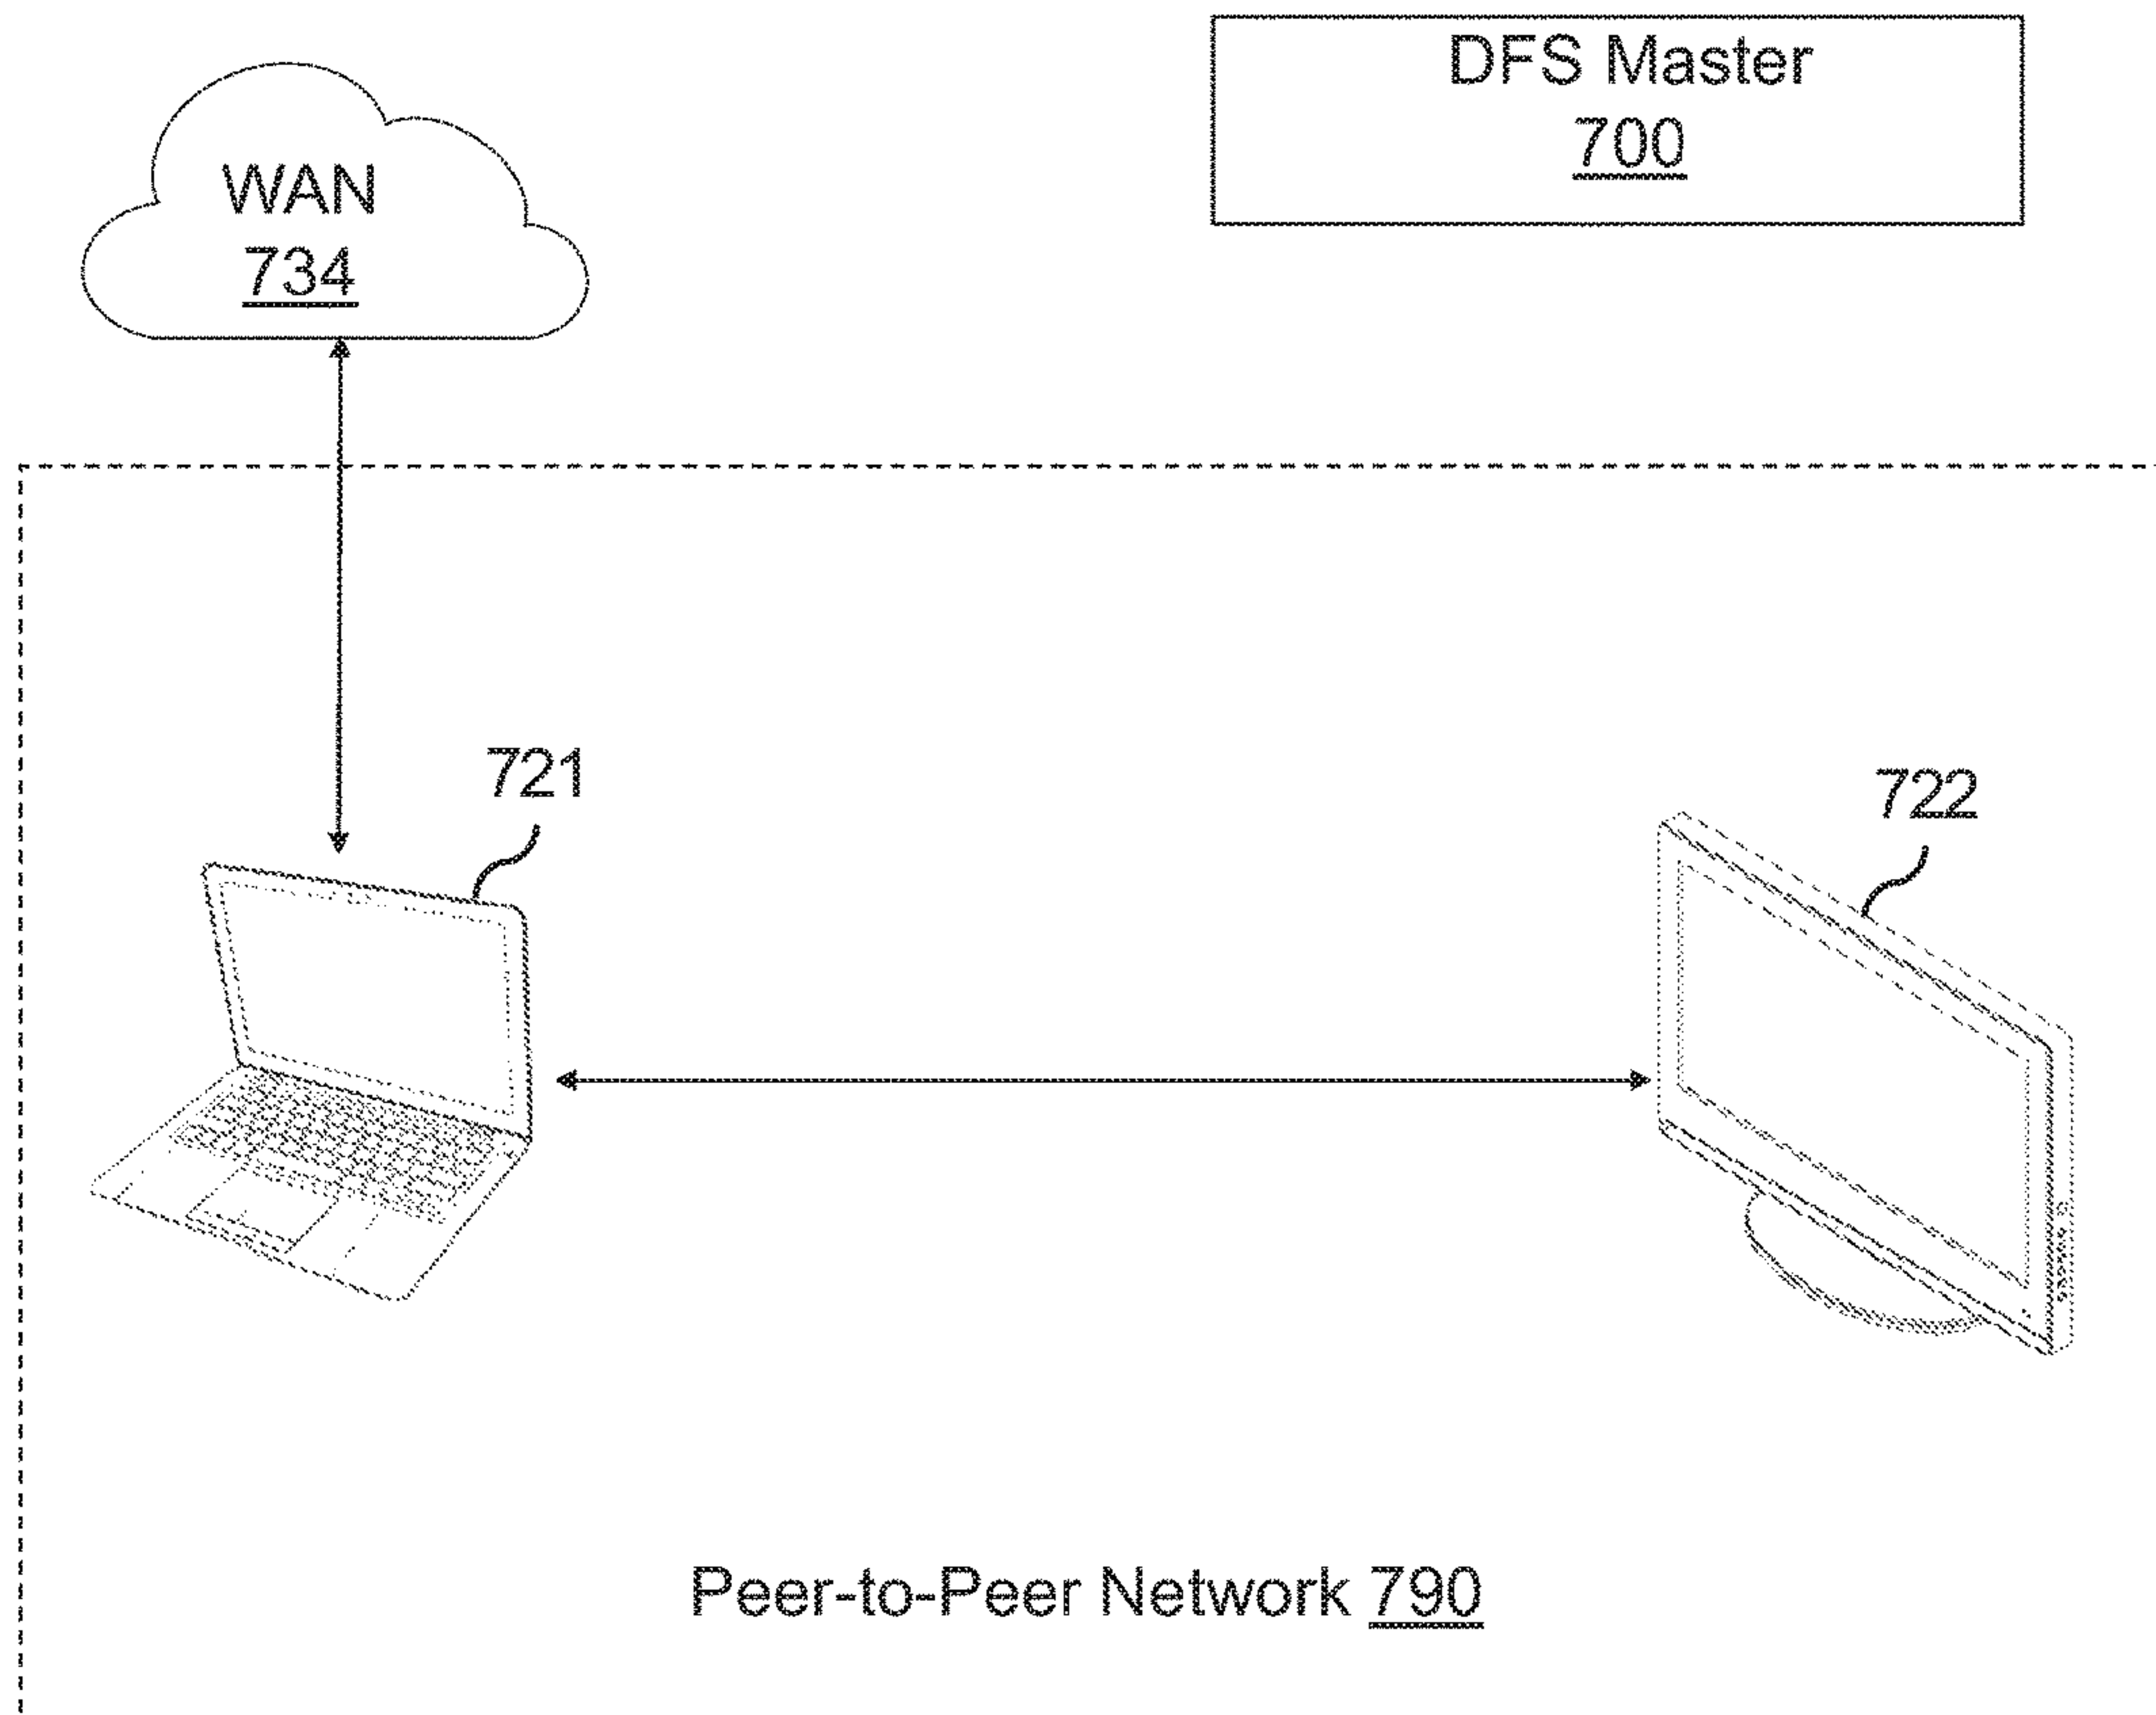 DFS Master
700
WAN
734
721
722
Peer-to-Peer Network 790